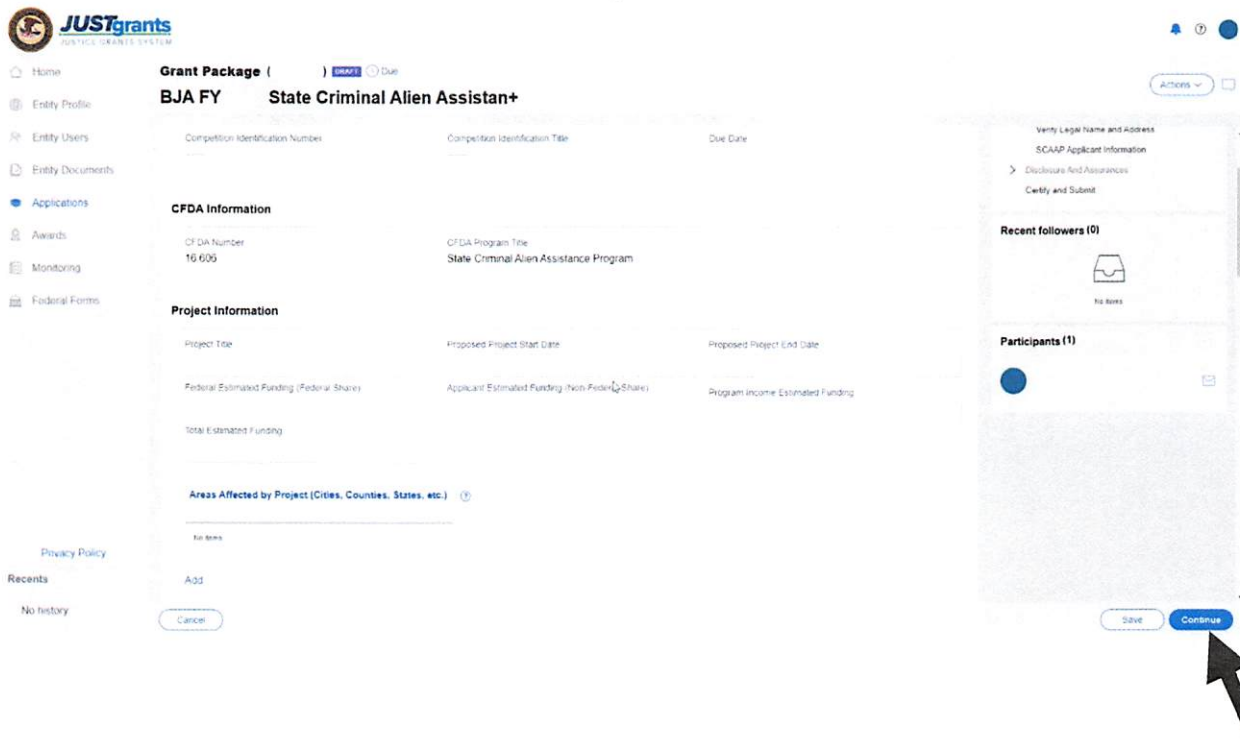 JUSTgrants
JUSTICE GRANTS SYSTEM
Home
Entity Profile
Entity Users
Entity Documents
Applications
Awards
Monitoring
Federal Forms
Privacy Policy
Recents
No history
Grant Package ( ) DRAFT Due
BJA FY State Criminal Alien Assistan+
Actions
Competition Identification Number
Competition Identification Title
Due Date
CFDA Information
CFDA Number
16.606
CFDA Program Title
State Criminal Alien Assistance Program
Project Information
Project Title
Proposed Project Start Date
Proposed Project End Date
Federal Estimated Funding (Federal Share)
Applicant Estimated Funding (Non-Federal Share)
Program Income Estimated Funding
Total Estimated Funding
Areas Affected by Project (Cities, Counties, States, etc.) ?
No items
Add
Cancel
Verify Legal Name and Address
SCAAP Applicant Information
Disclosure And Assurances
Certify and Submit
Recent followers (0)
No items
Participants (1)
Save
Continue